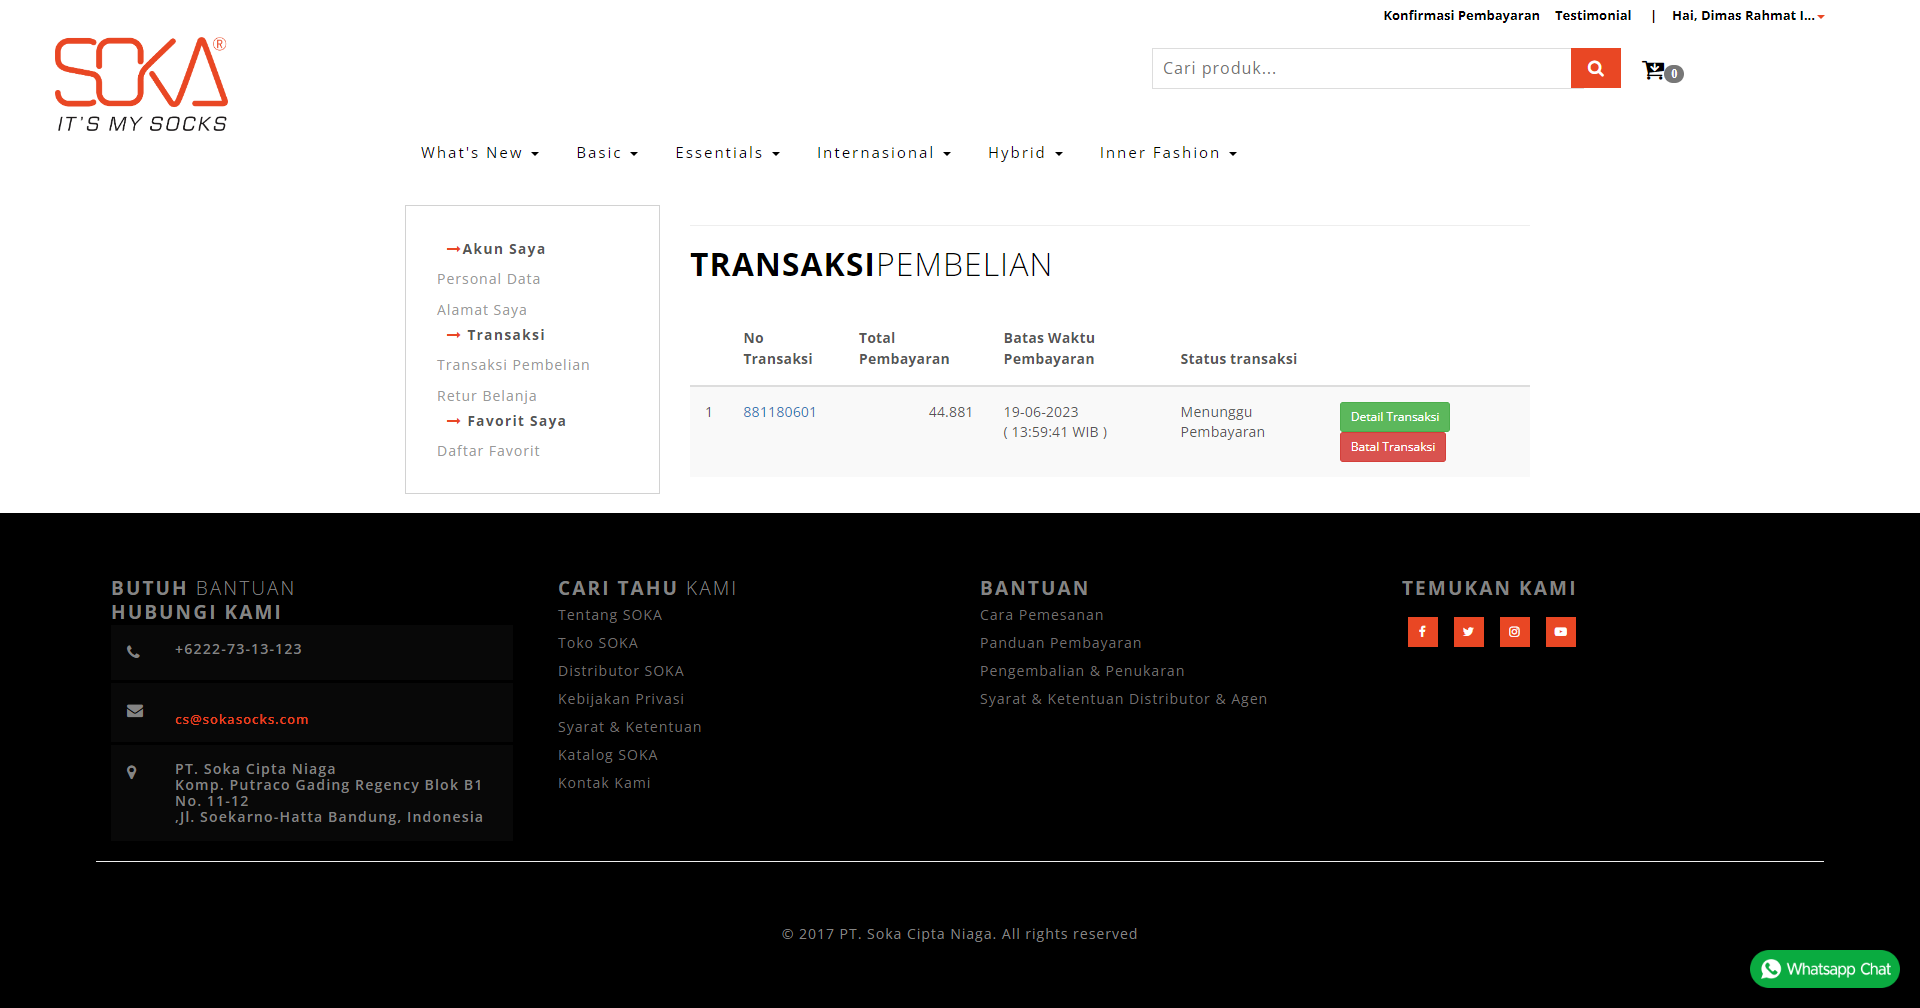 Konfirmasi Pembayaran Testimonial | Hai, Dimas Rahmat I...
SOKA®
IT'S MY SOCKS
Cari produk...
0
What's New Basic Essentials Internasional Hybrid Inner Fashion
Akun Saya
Personal Data
Alamat Saya
Transaksi
Transaksi Pembelian
Retur Belanja
Favorit Saya
Daftar Favorit
TRANSAKSIPEMBELIAN
No Transaksi Total Pembayaran Batas Waktu Pembayaran Status transaksi
1 881180601 44.881 19-06-2023 Menunggu Detail Transaksi
( 13:59:41 WIB ) Pembayaran Batal Transaksi
BUTUH BANTUAN
HUBUNGI KAMI
+6222-73-13-123
cs@sokasocks.com
PT. Soka Cipta Niaga
Komp. Putraco Gading Regency Blok B1
No. 11-12
,Jl. Soekarno-Hatta Bandung, Indonesia
CARI TAHU KAMI
Tentang SOKA
Toko SOKA
Distributor SOKA
Kebijakan Privasi
Syarat & Ketentuan
Katalog SOKA
Kontak Kami
BANTUAN
Cara Pemesanan
Panduan Pembayaran
Pengembalian & Penukaran
Syarat & Ketentuan Distributor & Agen
TEMUKAN KAMI
© 2017 PT. Soka Cipta Niaga. All rights reserved
Whatsapp Chat